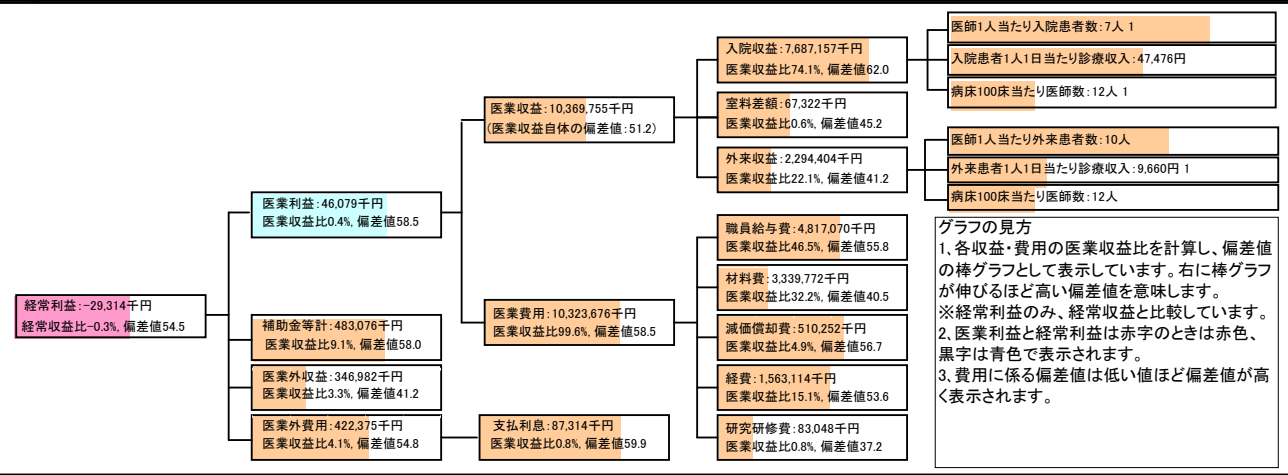 経常利益:-29,314千円
経常収比-0.3%, 偏差値54.5
医業利益:46,079千円
医業収益比0.4%, 偏差値58.5
補助金等計:483,076千円
医業収益比9.1%, 偏差値58.0
医業外収益:346,982千円
医業収益比3.3%, 偏差値41.2
医業外費用:422,375千円
医業収益比4.1%, 偏差値54.8
医業収益:10,369,755千円
(医業収益自体の偏差値:51.2)
医業費用:10,323,676千円
医業収益比99.6%, 偏差値58.5
支払利息:87,314千円
医業収益比0.8%, 偏差値59.9
入院収益:7,687,157千円
医業収益比74.1%, 偏差値62.0
室料差額:67,322千円
医業収益比0.6%, 偏差値45.2
外来収益:2,294,404千円
医業収益比22.1%, 偏差値41.2
職員給与費:4,817,070千円
医業収益比46.5%, 偏差値55.8
材料費:3,339,772千円
医業収益比32.2%, 偏差値40.5
減価償却費:510,252千円
医業収益比4.9%, 偏差値56.7
経費:1,563,114千円
医業収益比15.1%, 偏差値53.6
研究研修費:83,048千円
医業収益比0.8%, 偏差値37.2
医師1人当たり入院患者数:7人 1
入院患者1人1日当たり診療収入:47,476円
病床100床当たり医師数:12人 1
医師1人当たり外来患者数:10人
外来患者1人1日当たり診療収入:9,660円 1
病床100床当たり医師数:12人
グラフの見方
1、各収益・費用の医業収益比を計算し、偏差値
の棒グラフとして表示しています。右に棒グラフ
が伸びるほど高い偏差値を意味します。
※経常利益のみ、経常収益と比較しています。
2、医業利益と経常利益は赤字のときは赤色、
黒字は青色で表示されます。
3、費用に係る偏差値は低い値ほど偏差値が高
く表示されます。